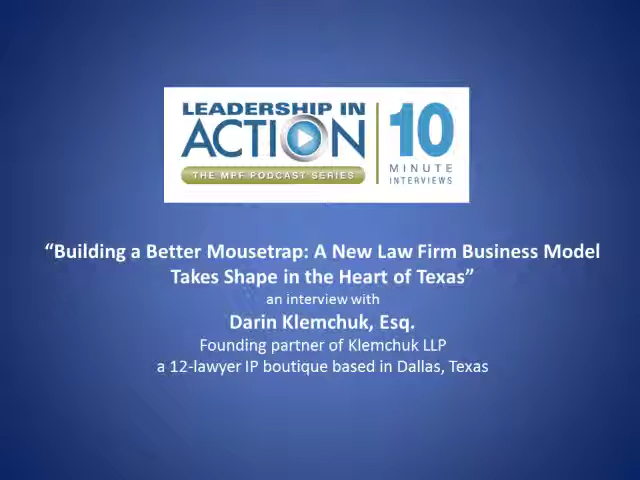 LEADERSHIP IN
ACTION
THE MPF PODCAST SERIES
10
MINUTE
INTERVIEWS
“Building a Better Mousetrap: A New Law Firm Business Model
Takes Shape in the Heart of Texas”
an interview with
Darin Klemchuk, Esq.
Founding partner of Klemchuk LLP
a 12-lawyer IP boutique based in Dallas, Texas